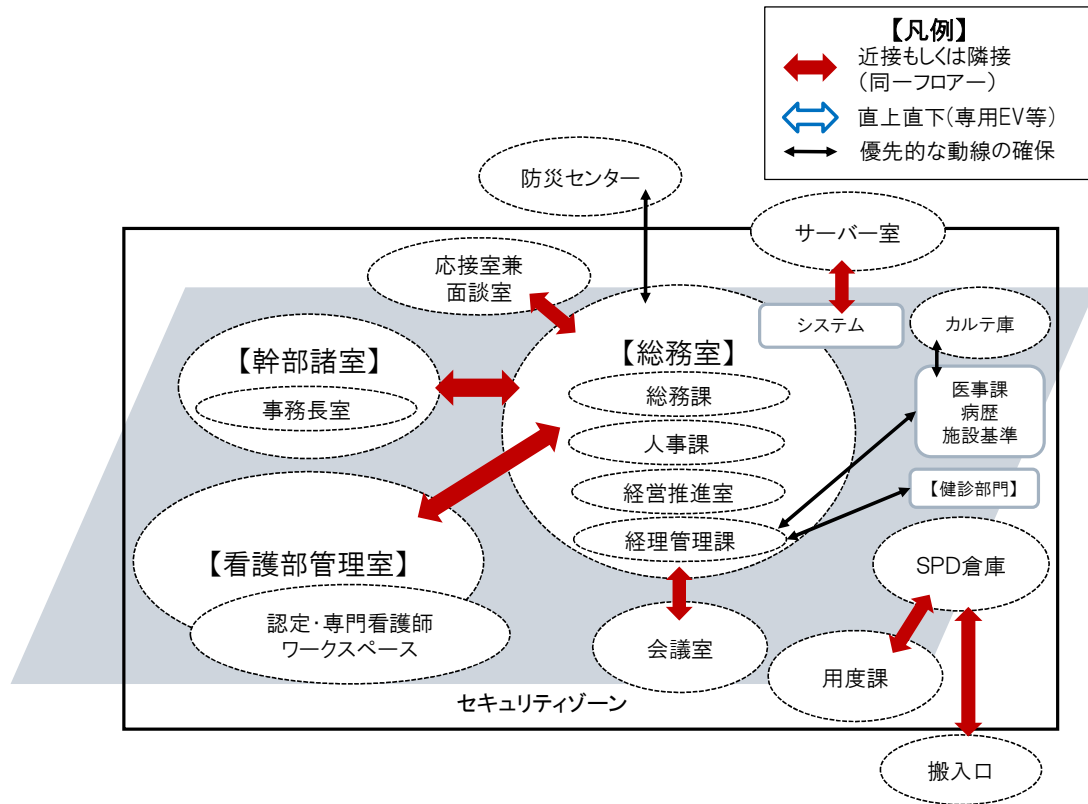 【凡例】
近接もしくは隣接
（同一フロアー）
直上直下(専用EV等)
優先的な動線の確保
防災センター
サーバー室
応接室兼
面談室
システム
カルテ庫
【幹部諸室】
事務長室
【総務室】
総務課
人事課
経営推進室
経理管理課
医事課
病歴
施設基準
【健診部門】
【看護部管理室】
認定・専門看護師
ワークスペース
会議室
SPD倉庫
用度課
セキュリティゾーン
搬入口